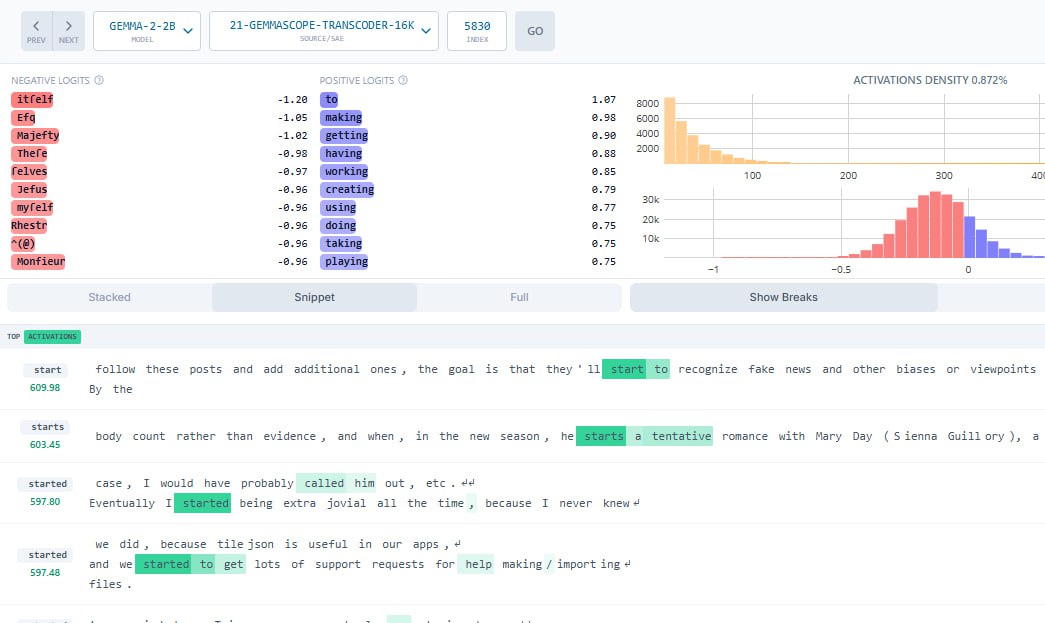 PREV NEXT GEMMA-2-2B MODEL 21-GEMMASCOPE-TRANSCODER-16K SOURCE/SAE 5830 INDEX GO
NEGATIVE LOGITS POSITIVE LOGITS ACTIVATIONS DENSITY 0.872%
itſelf -1.20 to 1.07
Efq -1.05 making 0.98
Majefty -1.02 getting 0.90
Theſe -0.98 having 0.88
ſelves -0.97 working 0.85
Jefus -0.96 creating 0.79
myſelf -0.96 using 0.77
Rhestr -0.96 doing 0.75
^(@) -0.96 taking 0.75
Monfieur -0.96 playing 0.75
8000
6000
4000
2000
100 200 300 400
30k
20k
10k
−1 −0.5 0
Stacked Snippet Full Show Breaks
TOP ACTIVATIONS
start
609.98
follow these posts and add additional ones, the goal is that they'll start to recognize fake news and other biases or viewpoints
By the
starts
603.45
body count rather than evidence, and when, in the new season, he starts a tentative romance with Mary Day (Sienna Guillory), a
started
597.80
case, I would have probably called him out, etc.↵↵
Eventually I started being extra jovial all the time, because I never knew↵
started
597.48
we did, because tilejson is useful in our apps,↵
and we started to get lots of support requests for help making/importing↵
files.